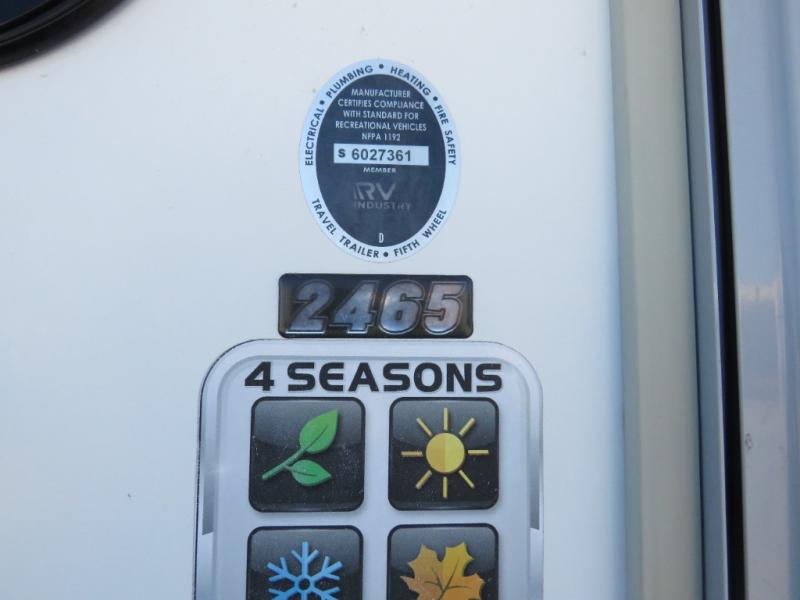 ELECTRICAL • PLUMBING • HEATING • FIRE SAFETY
MANUFACTURER
CERTIFIES COMPLIANCE
WITH STANDARD FOR
RECREATIONAL VEHICLES
NFPA 1192
S 6027361
MEMBER
RV
INDUSTRY
D
TRAVEL TRAILER • FIFTH WHEEL
2465
4 SEASONS